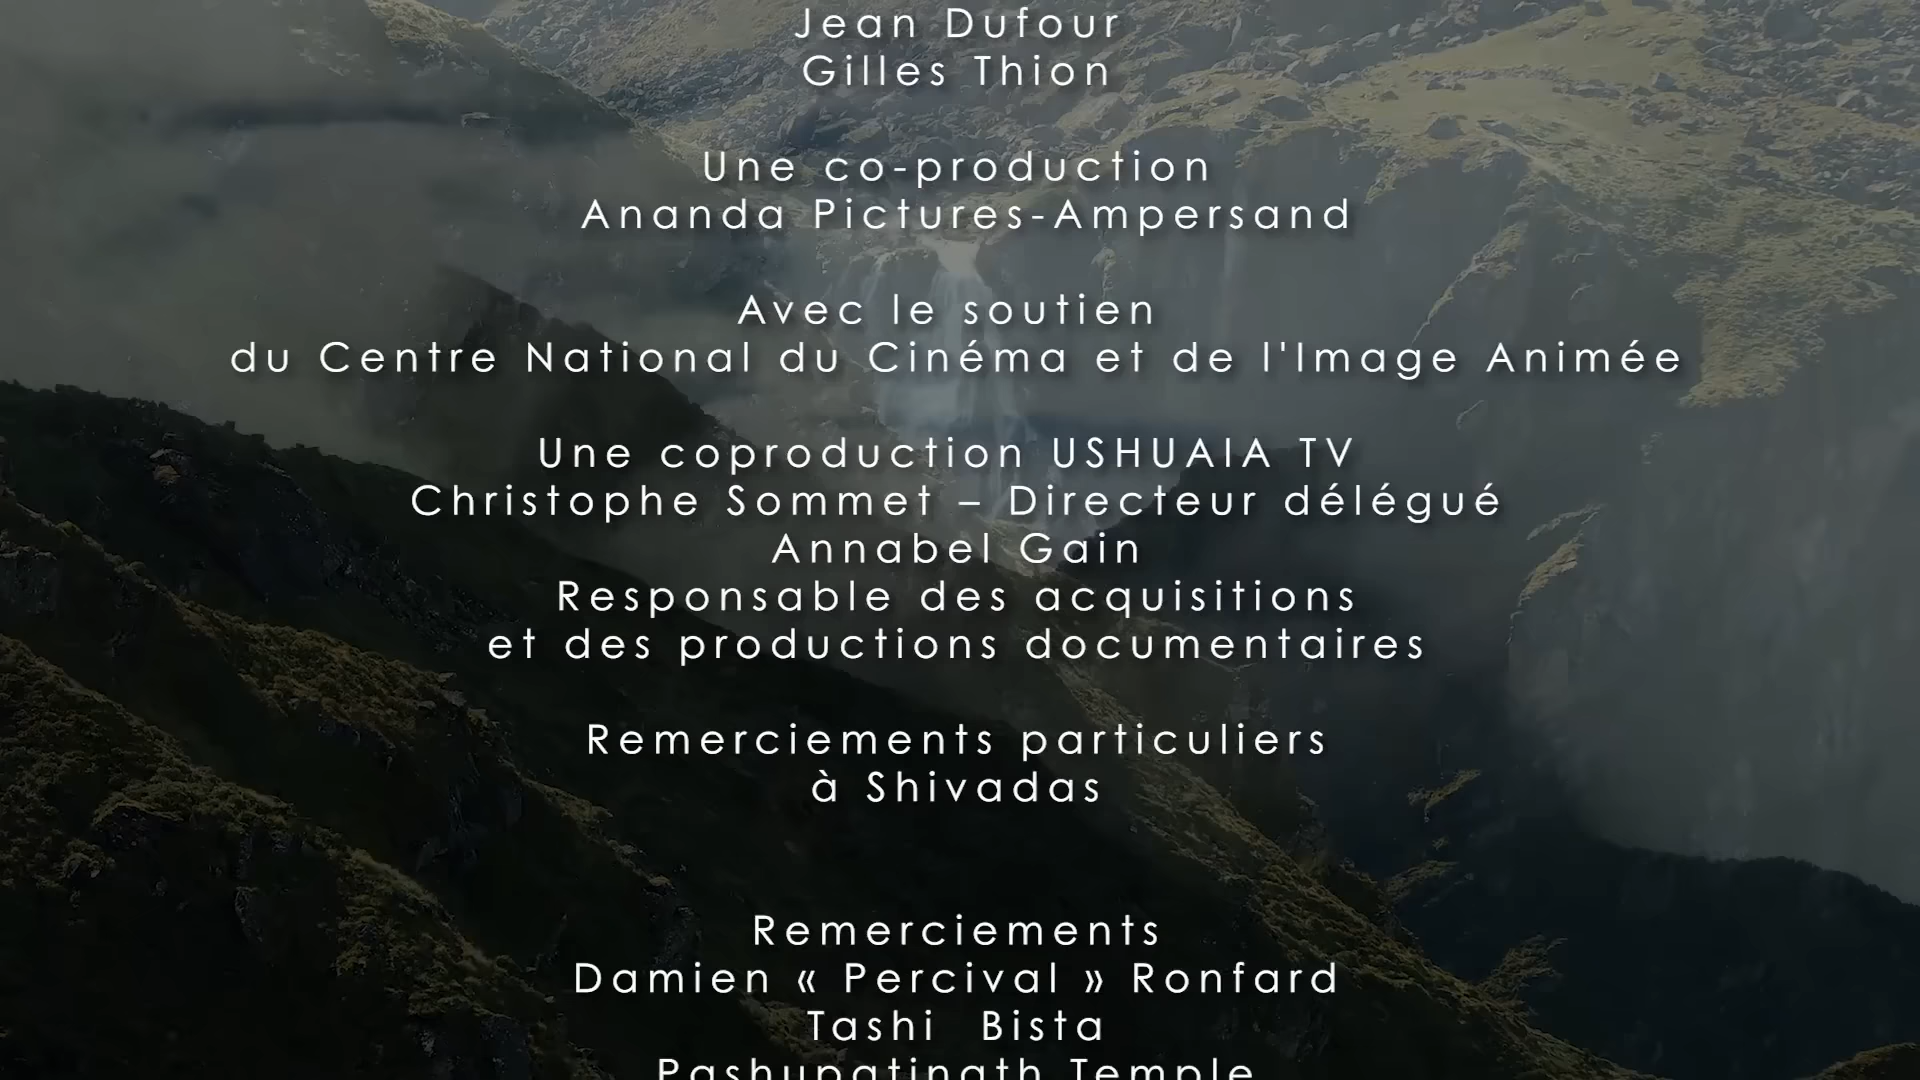 Jean Dufour
Gilles Thion
Une co-production
Ananda Pictures-Ampersand
Avec le soutien
du Centre National du Cinéma et de l'Image Animée
Une coproduction USHUAIA TV
Christophe Sommet – Directeur délégué
Annabel Gain
Responsable des acquisitions
et des productions documentaires
Remerciements particuliers
à Shivadas
Remerciements
Damien « Percival » Ronfard
Tashi Bista
Pashupatinath Temple